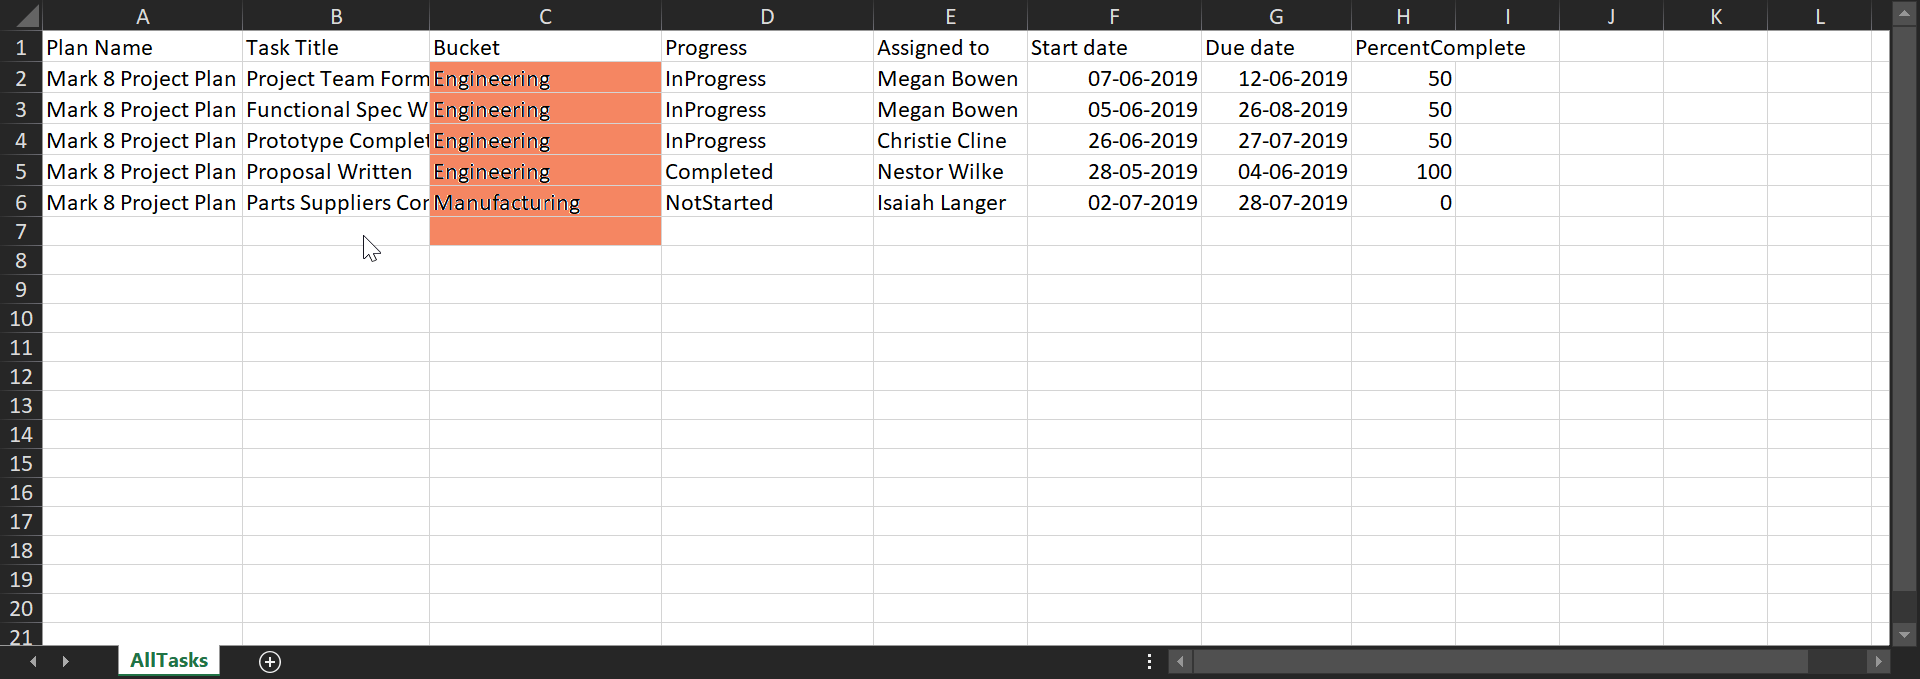 A B C D E F G H I J K L
1 Plan Name Task Title Bucket Progress Assigned to Start date Due date PercentComplete
2 Mark 8 Project Plan Project Team Form Engineering InProgress Megan Bowen 07-06-2019 12-06-2019 50
3 Mark 8 Project Plan Functional Spec W Engineering InProgress Megan Bowen 05-06-2019 26-08-2019 50
4 Mark 8 Project Plan Prototype Complet Engineering InProgress Christie Cline 26-06-2019 27-07-2019 50
5 Mark 8 Project Plan Proposal Written Engineering Completed Nestor Wilke 28-05-2019 04-06-2019 100
6 Mark 8 Project Plan Parts Suppliers Cor Manufacturing NotStarted Isaiah Langer 02-07-2019 28-07-2019 0
7
8
9
10
11
12
13
14
15
16
17
18
19
20
21
AllTasks